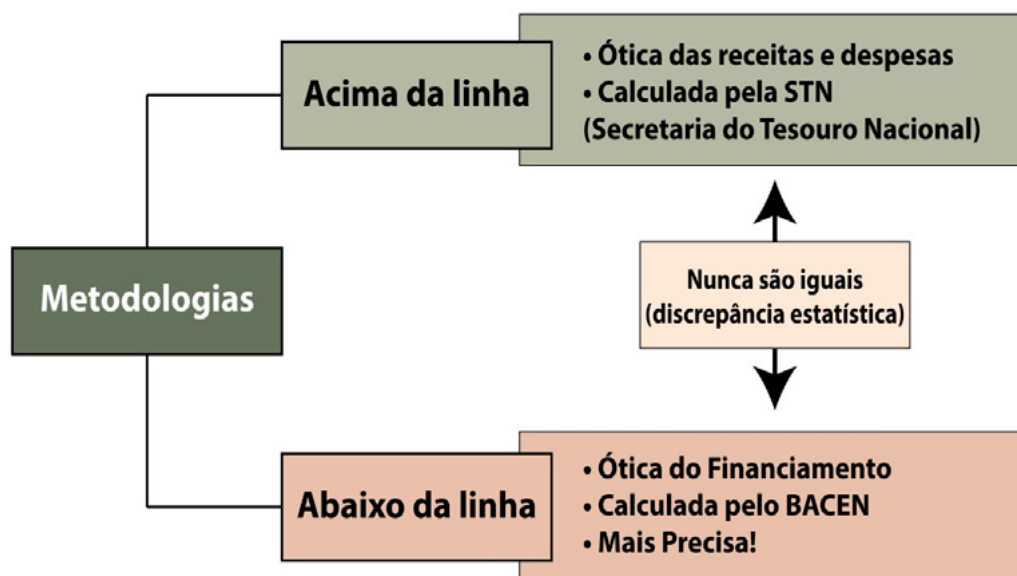 Metodologias
Acima da linha
• Ótica das receitas e despesas
• Calculada pela STN
(Secretaria do Tesouro Nacional)
Nunca são iguais
(discrepância estatística)
Abaixo da linha
• Ótica do Financiamento
• Calculada pelo BACEN
• Mais Precisa!